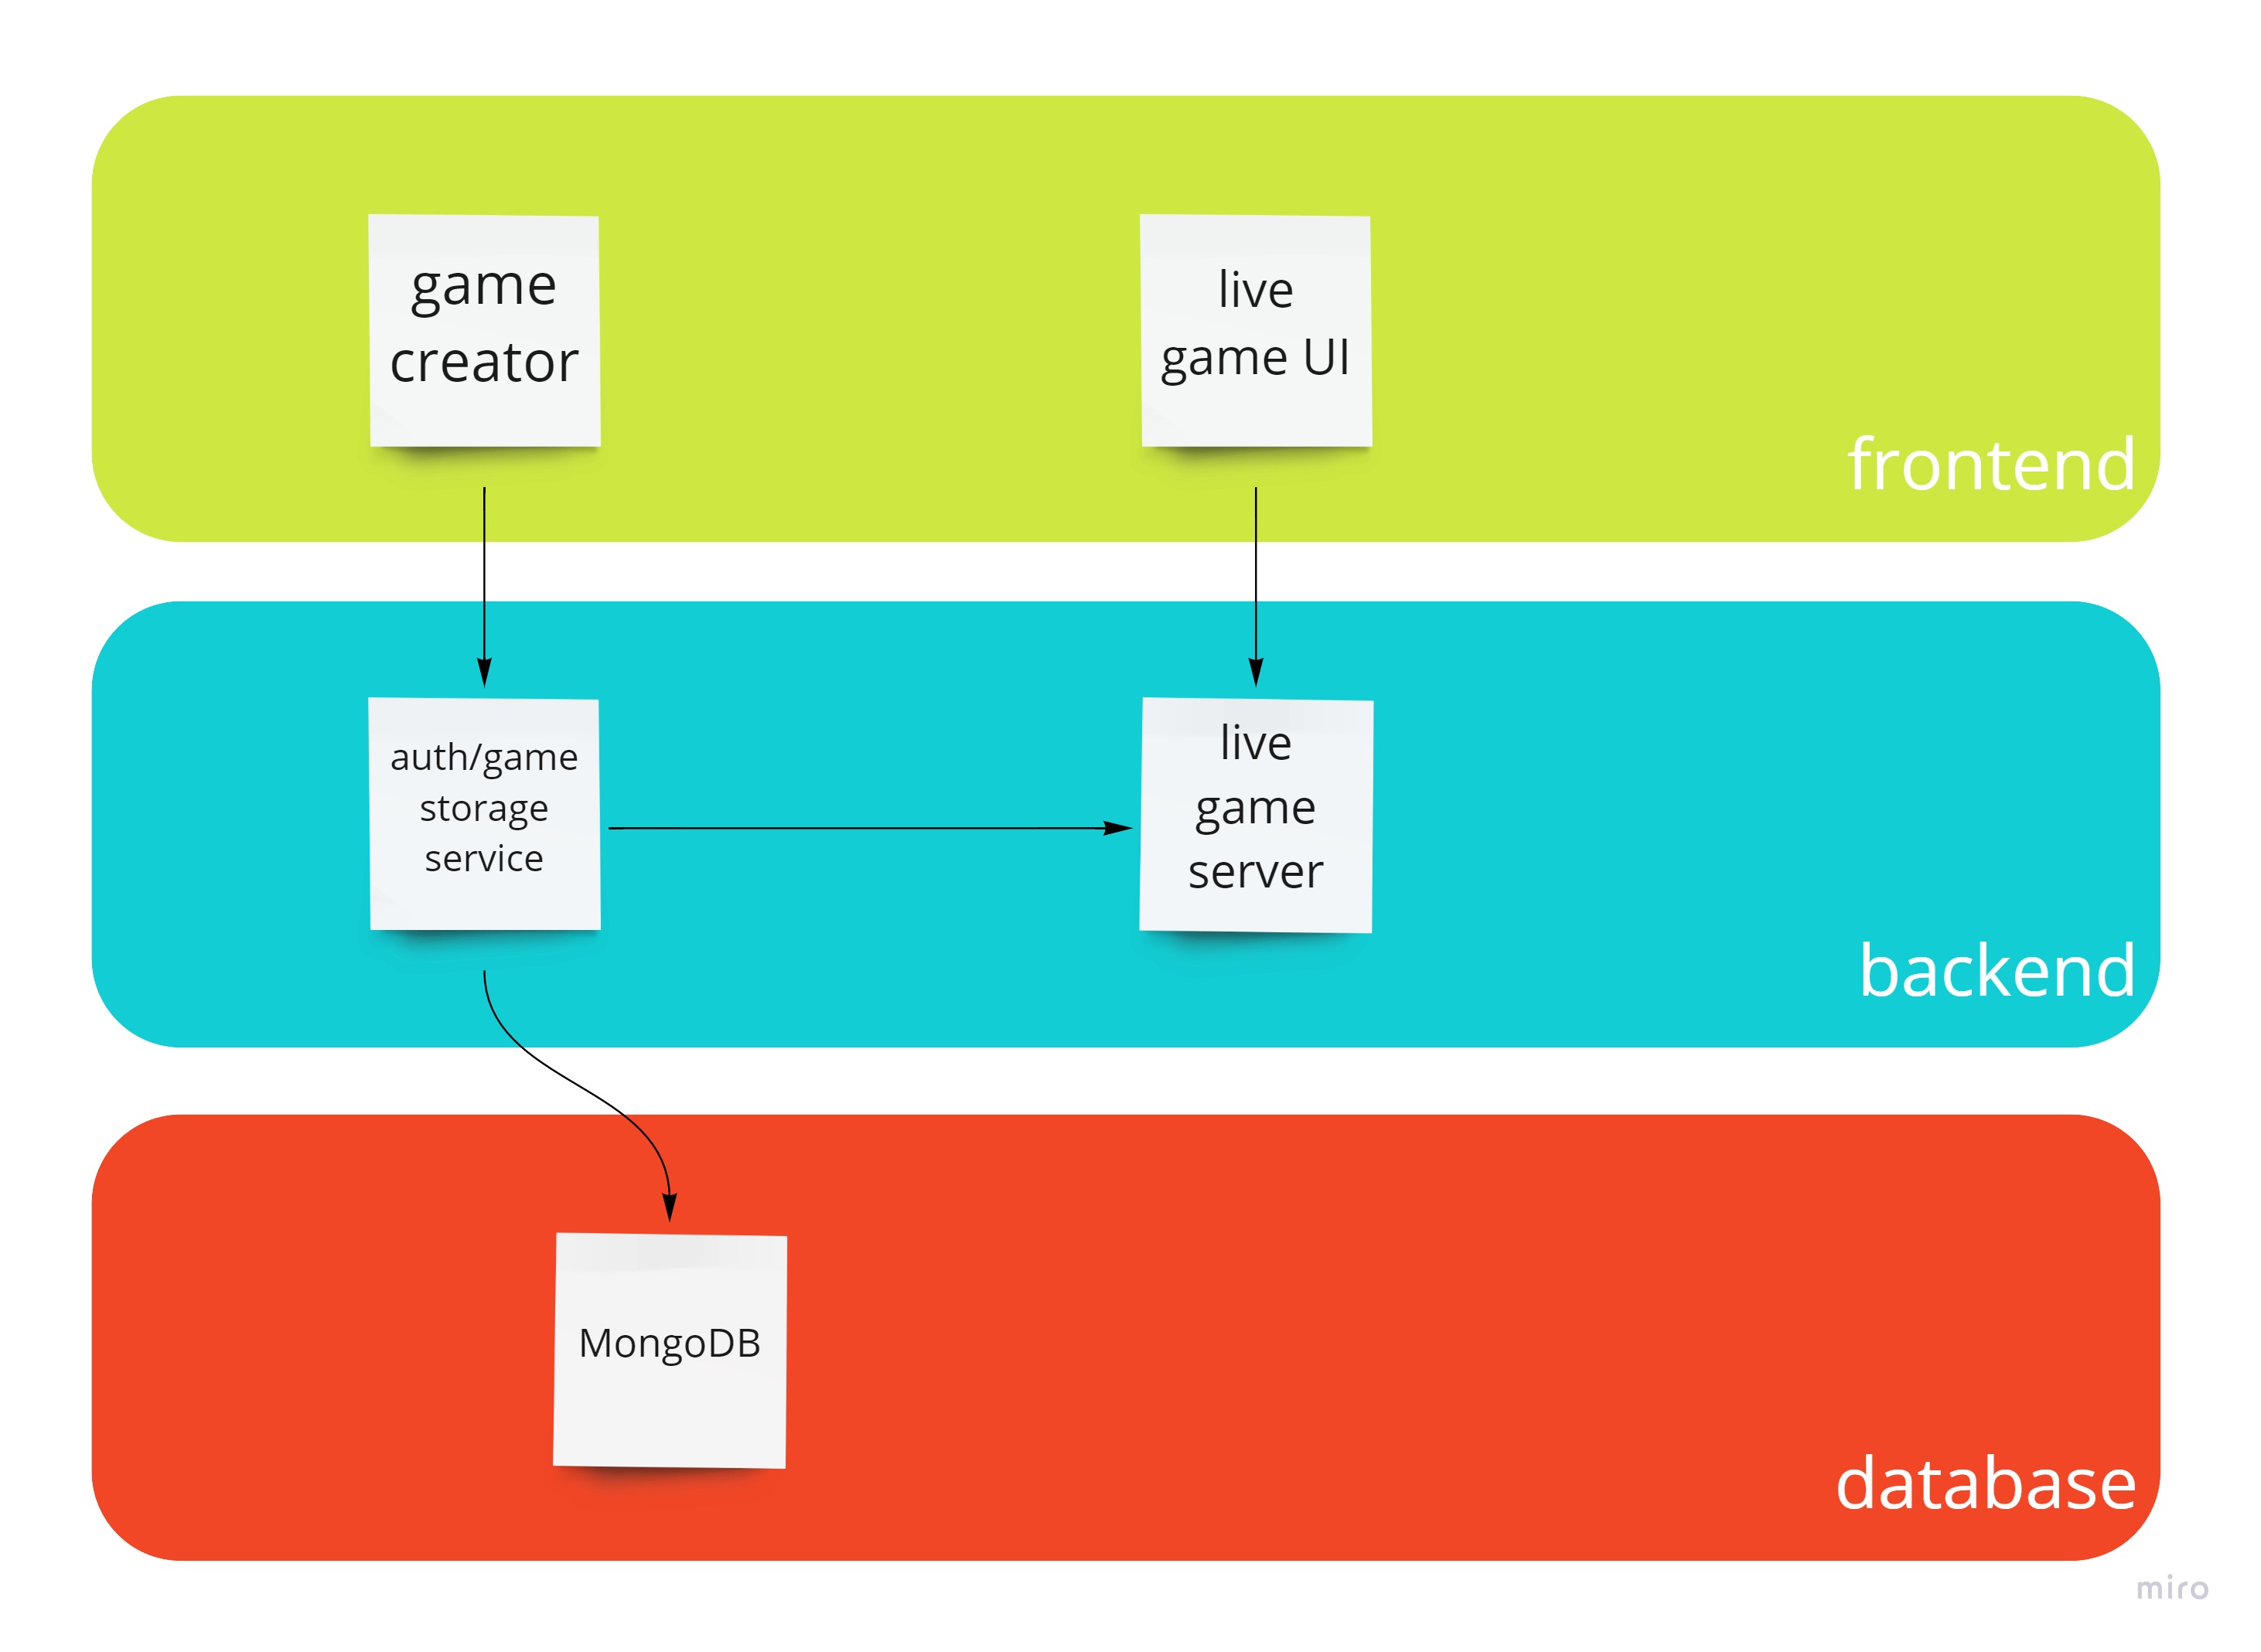 game
creator
live
game UI
frontend
auth/game
storage
service
live
game
server
backend
MongoDB
database
miro